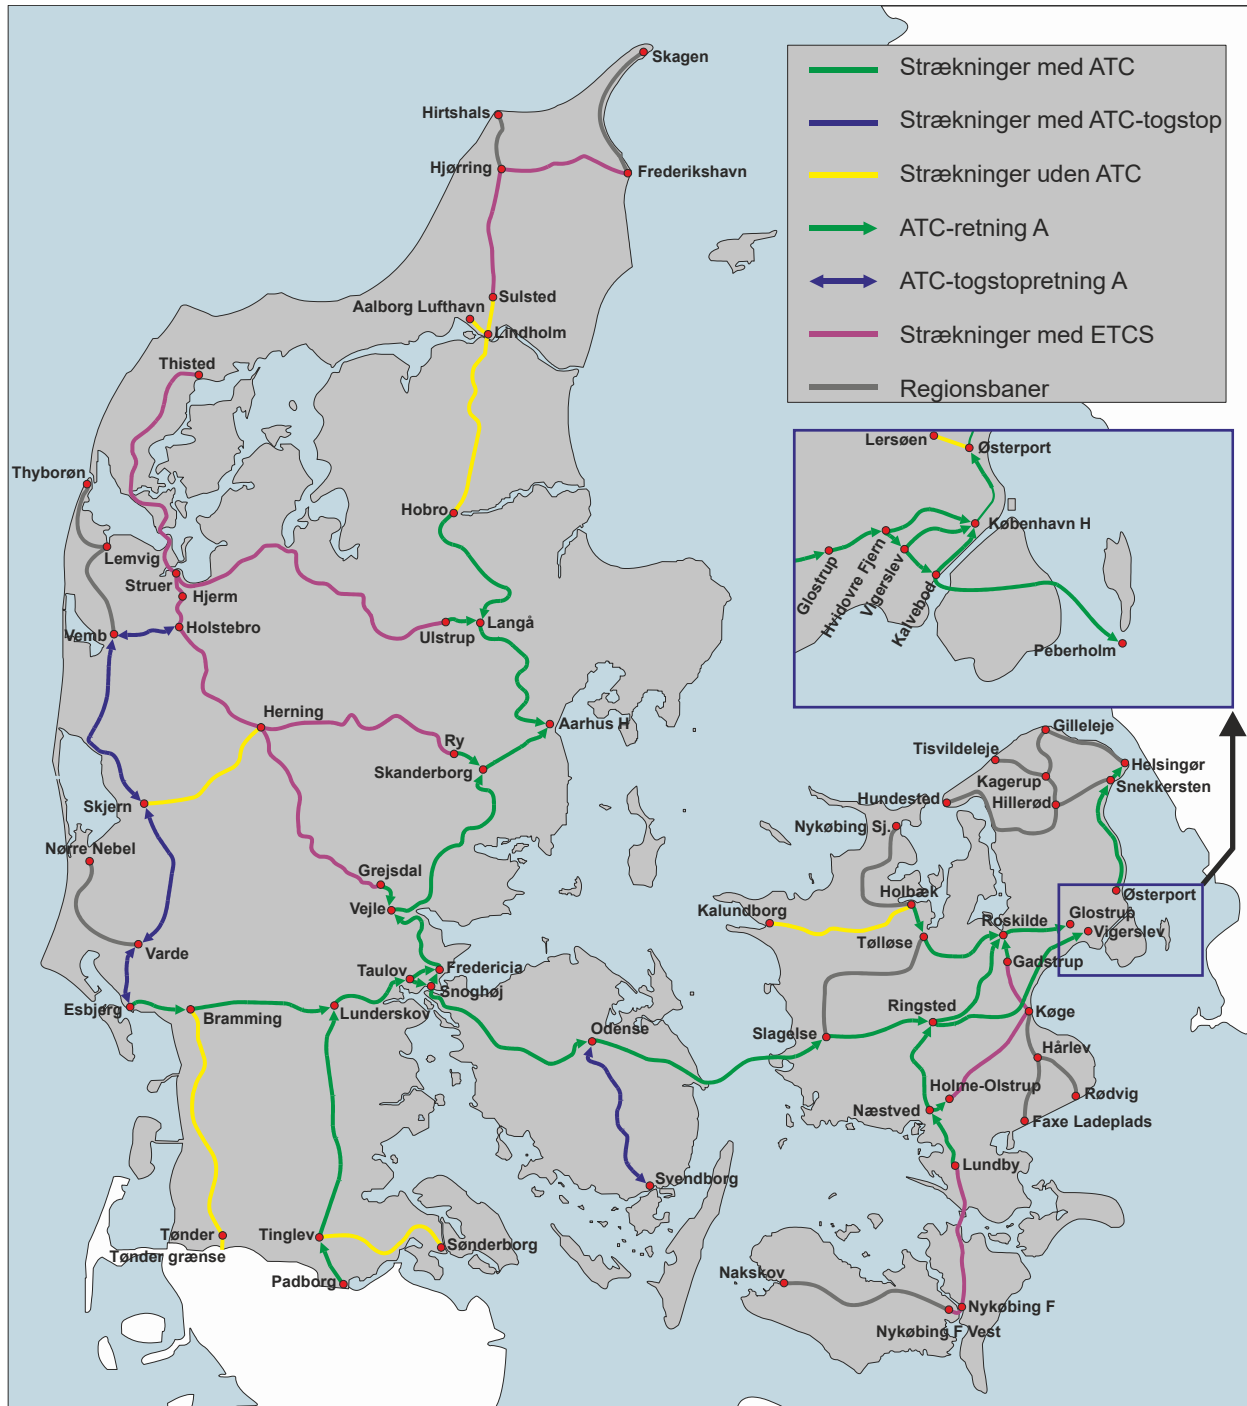 Skagen
Strækninger med ATC
Strækninger med ATC-togstop
Strækninger uden ATC
ATC-retning A
ATC-togstopretning A
Strækninger med ETCS
Regionsbaner
Hirtshals
Hjørring
Frederikshavn
Sulsted
Aalborg Lufthavn
Lindholm
Thisted
Thyborøn
Hobro
Lemvig
Struer
Hjerm
Holstebro
Vemb
Ulstrup
Langå
Herning
Aarhus H
Ry
Skanderborg
Skjern
Nørre Nebel
Grejsdal
Vejle
Varde
Taulov
Fredericia
Snoghøj
Esbjerg
Bramming
Lunderskov
Odense
Svendborg
Tønder
Tønder grænse
Tinglev
Sønderborg
Padborg
Lersøen
Østerport
København H
Glostrup
Hvidovre Fjern
Vigerslev
Kalvebod
Peberholm
Gilleleje
Tisvildeleje
Helsingør
Kagerup
Snekkersten
Hundested
Hillerød
Nykøbing Sj.
Holbæk
Østerport
Kalundborg
Roskilde
Glostrup
Vigerslev
Tølløse
Gadstrup
Ringsted
Køge
Slagelse
Hårlev
Holme-Olstrup
Rødvig
Næstved
Faxe Ladeplads
Lundby
Nakskov
Nykøbing F
Nykøbing F Vest